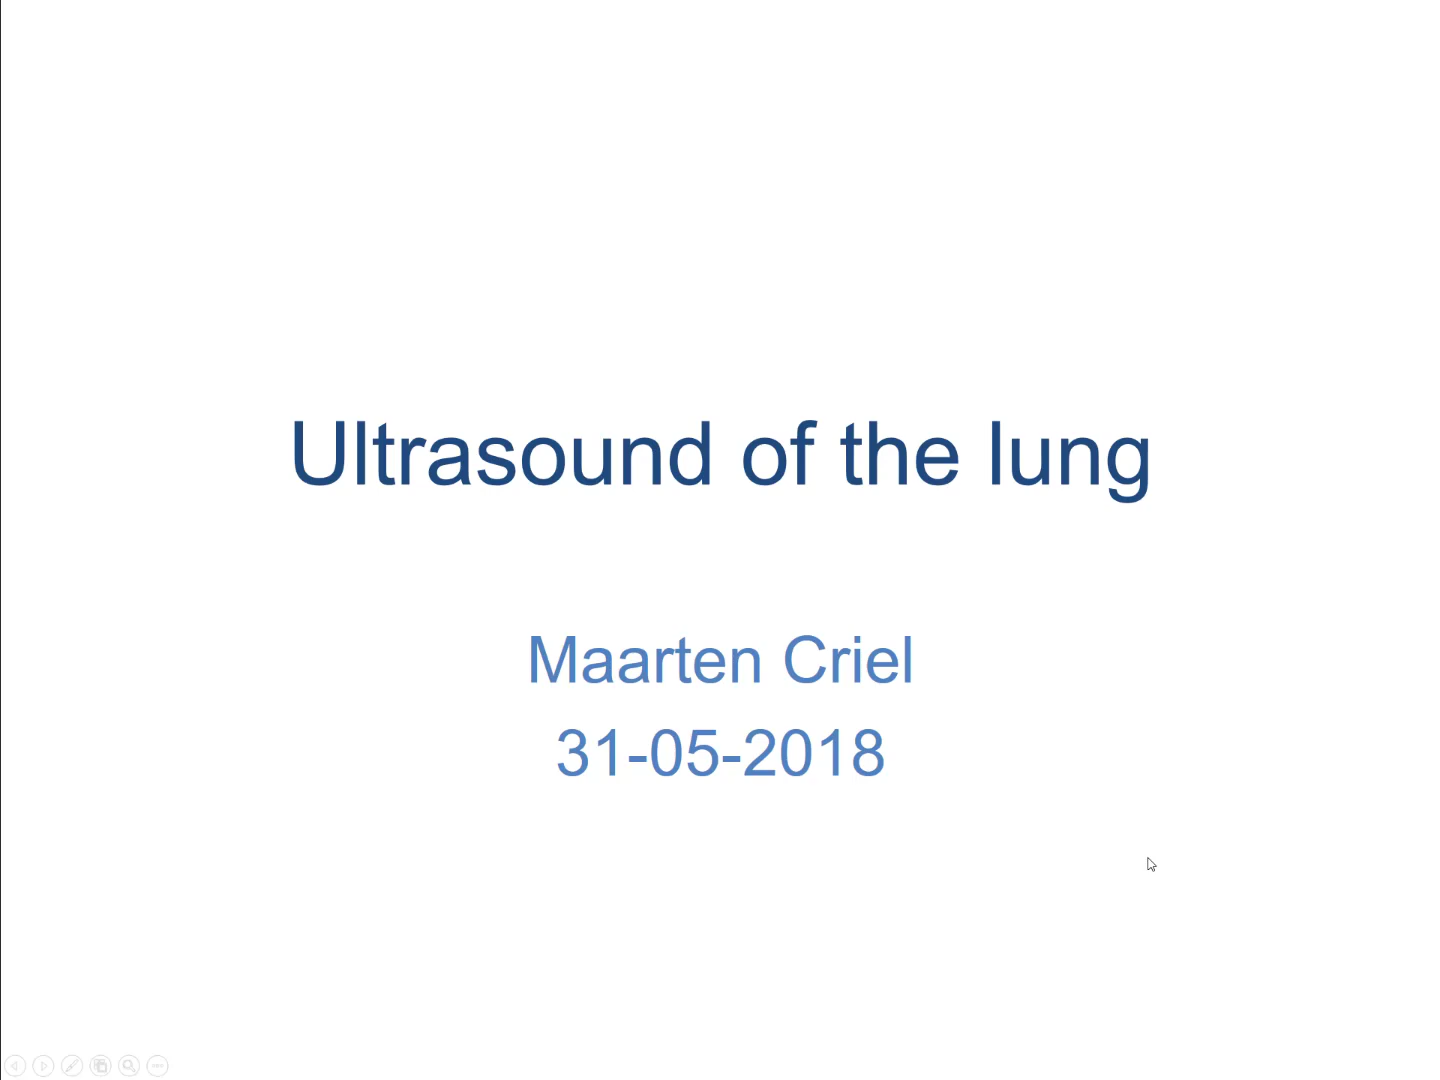 Ultrasound of the lung
Maarten Criel
31-05-2018